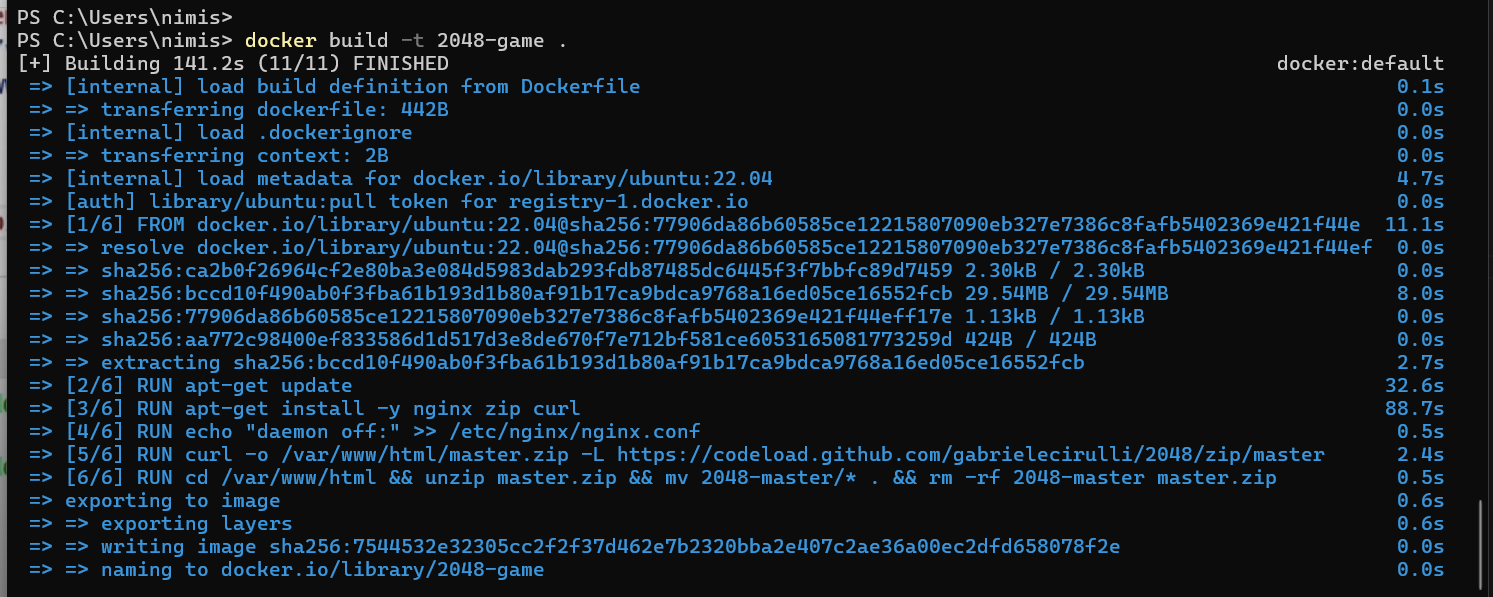 PS C:\Users\nimis>
PS C:\Users\nimis> docker build -t 2048-game .
[+] Building 141.2s (11/11) FINISHED docker:default
=> [internal] load build definition from Dockerfile 0.1s
=> => transferring dockerfile: 442B 0.0s
=> [internal] load .dockerignore 0.0s
=> => transferring context: 2B 0.0s
=> [internal] load metadata for docker.io/library/ubuntu:22.04 4.7s
=> [auth] library/ubuntu:pull token for registry-1.docker.io 0.0s
=> [1/6] FROM docker.io/library/ubuntu:22.04@sha256:77906da86b60585ce12215807090eb327e7386c8fafb5402369e421f44e 11.1s
=> => resolve docker.io/library/ubuntu:22.04@sha256:77906da86b60585ce12215807090eb327e7386c8fafb5402369e421f44ef 0.0s
=> => sha256:ca2b0f26964cf2e80ba3e084d5983dab293fdb87485dc6445f3f7bbfc89d7459 2.30kB / 2.30kB 0.0s
=> => sha256:bccd10f490ab0f3fba61b193d1b80af91b17ca9bdca9768a16ed05ce16552fcb 29.54MB / 29.54MB 8.0s
=> => sha256:77906da86b60585ce12215807090eb327e7386c8fafb5402369e421f44eff17e 1.13kB / 1.13kB 0.0s
=> => sha256:aa772c98400ef833586d1d517d3e8de670f7e712bf581ce6053165081773259d 424B / 424B 0.0s
=> => extracting sha256:bccd10f490ab0f3fba61b193d1b80af91b17ca9bdca9768a16ed05ce16552fcb 2.7s
=> [2/6] RUN apt-get update 32.6s
=> [3/6] RUN apt-get install -y nginx zip curl 88.7s
=> [4/6] RUN echo "daemon off:" >> /etc/nginx/nginx.conf 0.5s
=> [5/6] RUN curl -o /var/www/html/master.zip -L https://codeload.github.com/gabrielecirulli/2048/zip/master 2.4s
=> [6/6] RUN cd /var/www/html && unzip master.zip && mv 2048-master/* . && rm -rf 2048-master master.zip 0.5s
=> exporting to image 0.6s
=> => exporting layers 0.6s
=> => writing image sha256:7544532e32305cc2f2f37d462e7b2320bba2e407c2ae36a00ec2dfd658078f2e 0.0s
=> => naming to docker.io/library/2048-game 0.0s